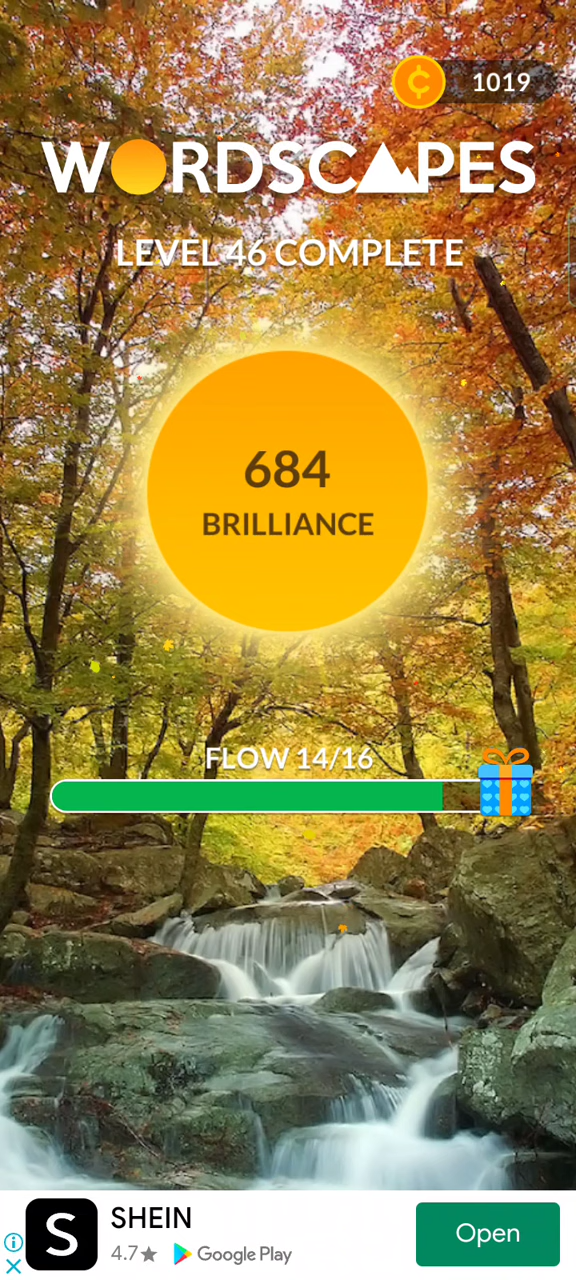 1019
WORDSCAPES
LEVEL 46 COMPLETE
684
BRILLIANCE
FLOW 14/16
SHEIN
4.7★ Google Play
Open